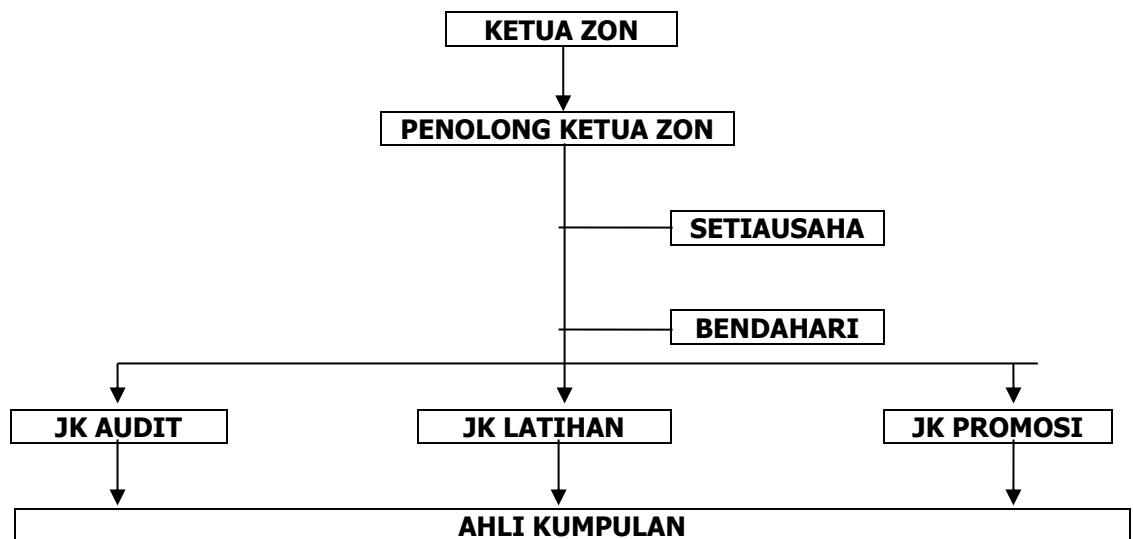 KETUA ZON
PENOLONG KETUA ZON
SETIAUSAHA
BENDAHARI
JK AUDIT
JK LATIHAN
JK PROMOSI
AHLI KUMPULAN